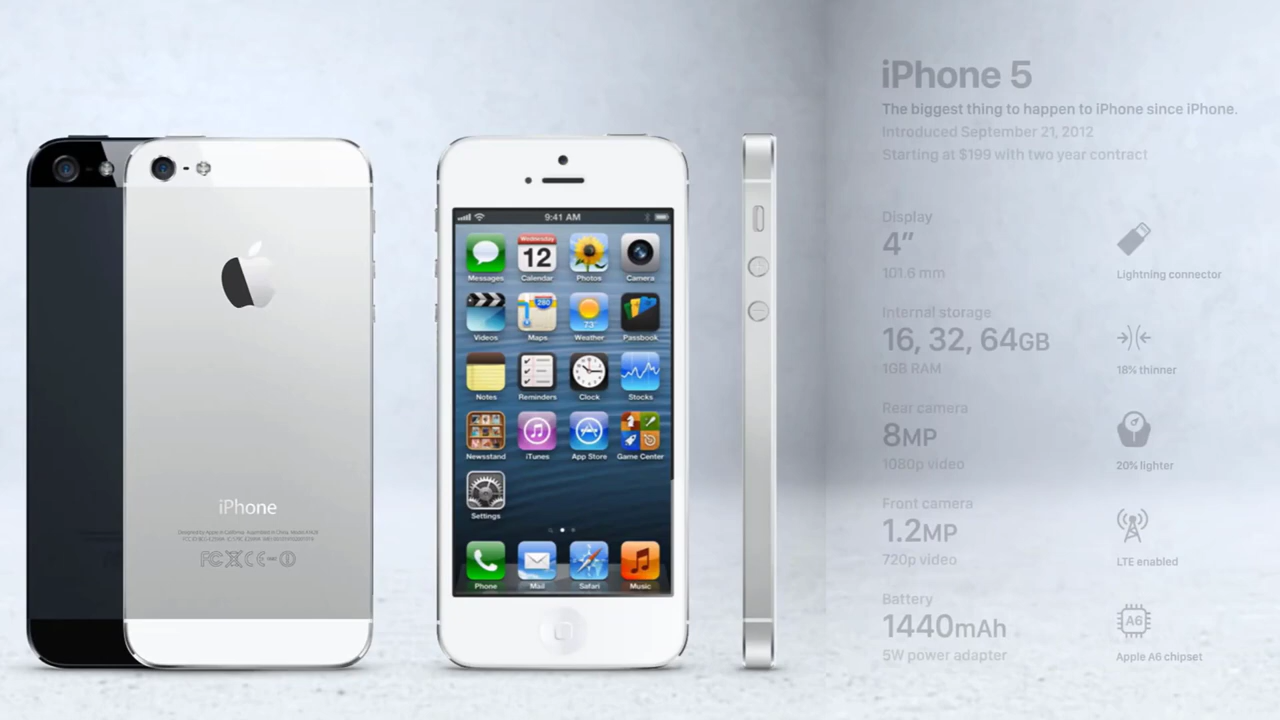 iPhone
9:41 AM
Messages
Wednesday
12
Calendar
Photos
Camera
Videos
280
Maps
73°
Weather
Passbook
Notes
Reminders
Clock
Stocks
Newsstand
iTunes
App Store
Game Center
Settings
Phone
Mail
Safari
Music
iPhone 5
The biggest thing to happen to iPhone since iPhone.
Introduced September 21, 2012
Starting at $199 with two year contract
Display
4”
101.6 mm
Lightning connector
Internal storage
16, 32, 64GB
1GB RAM
18% thinner
Rear camera
8MP
1080p video
20% lighter
Front camera
1.2MP
720p video
LTE enabled
Battery
1440mAh
5W power adapter
A6
Apple A6 chipset